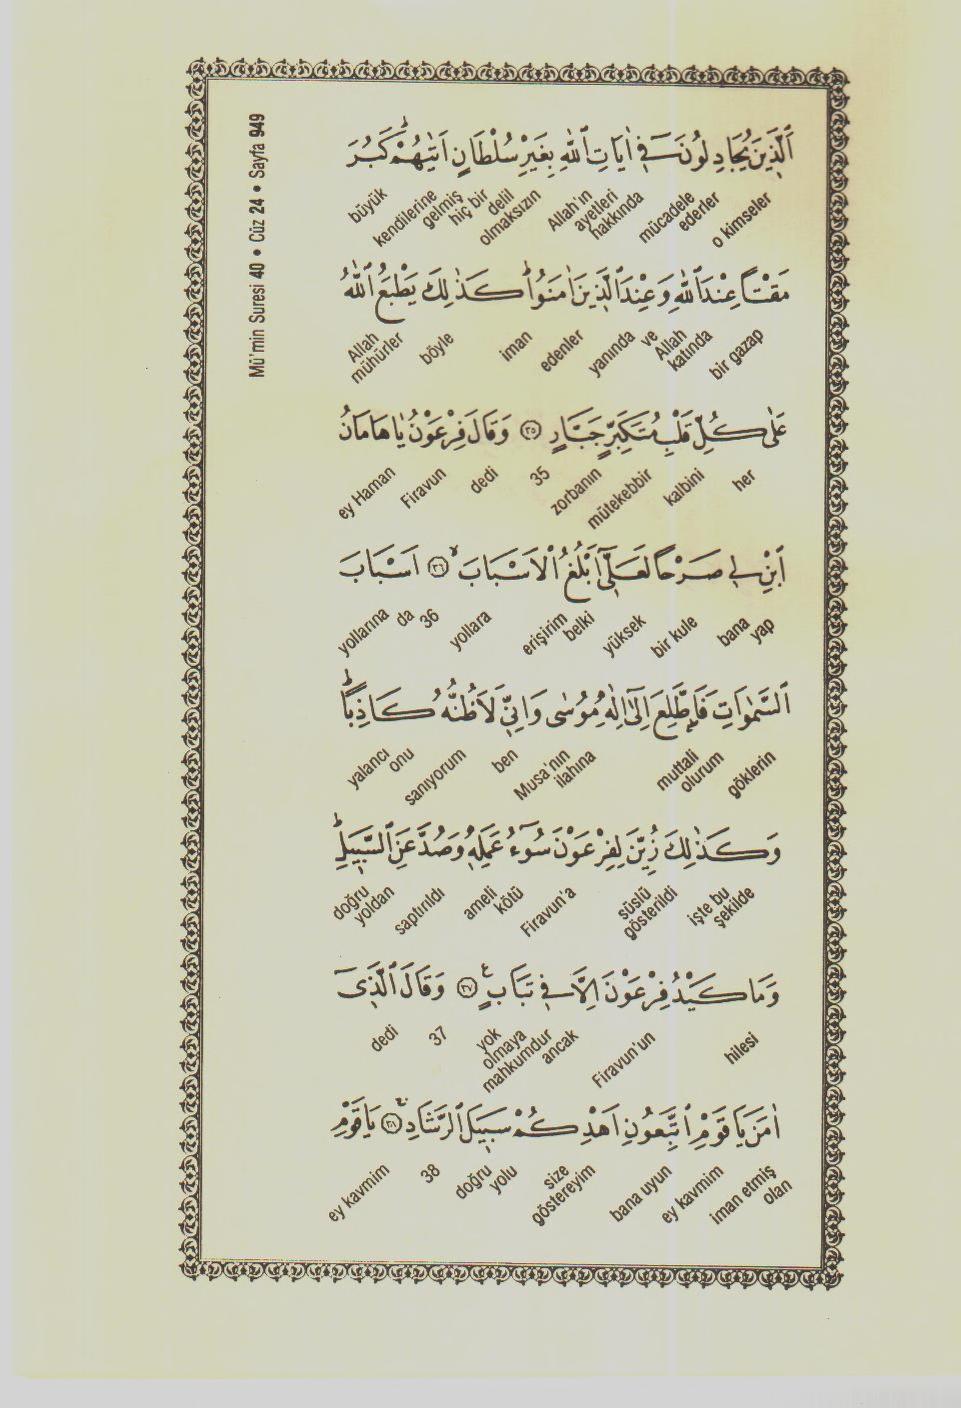 Mü'min Suresi 40 • Cüz 24 • Sayfa 949
اَلَّذ۪ينَ يُجَادِلُونَ ف۪ٓي اٰيَاتِ اللّٰهِ بِغَيْرِ سُلْطَانٍ اَتٰيهُمْۜ كَبُرَ
o kimseler mücadele ederler Allah'ın ayetleri hakkında hiç bir delil olmaksızın kendilerine gelmiş büyük
مَقْتًا عِنْدَ اللّٰهِ وَعِنْدَ الَّذ۪ينَ اٰمَنُواۜ كَذٰلِكَ يَطْبَعُ اللّٰهُ
bir gazap Allah katında ve yanında edenler iman böyle Allah mühürler
عَلٰى كُلِّ قَلْبِ مُتَكَبِّرٍ جَبَّارٍ ﴿٣٥﴾ وَقَالَ فِرْعَوْنُ يَا هَامَانُ
her kalbini mütekebbir zorbanın 35 dedi Firavun ey Haman
ابْنِ ل۪ي صَرْحًا لَعَلّ۪ٓي اَبْلُغُ الْاَسْبَابَۙ ﴿٣٦﴾ اَسْبَابَ
yap bana bir kule yüksek belki erişirim yollara 36 da yollarına
السَّمٰوَاتِ فَاَطَّلِعَ اِلٰٓى اِلٰهِ مُوسٰى وَاِنّ۪ي لَاَظُنُّهُ كَاذِبًاۜ
göklerin muttali olurum Musa'nın ilahına ben sanıyorum onu yalancı
وَكَذٰلِكَ زُيِّنَ لِفِرْعَوْنَ سُٓوءُ عَمَلِه۪ وَصُدَّ عَنِ السَّب۪يلِۜ
işte bu şekilde süslü gösterildi Firavun'a kötü ameli saptırıldı doğru yoldan
وَمَا كَيْدُ فِرْعَوْنَ اِلَّا ف۪ي تَبَابٍ۟ ﴿٣٧﴾ وَقَالَ الَّذ۪ٓي
hilesi Firavun'un ancak yok olmaya mahkumdur 37 dedi
اٰمَنَ يَا قَوْمِ اتَّبِعُونِ اَهْدِكُمْ سَب۪يلَ الرَّشَادِۚ ﴿٣٨﴾ يَا قَوْمِ
iman etmiş olan ey kavmim bana uyun size göstereyim doğru yolu 38 ey kavmim